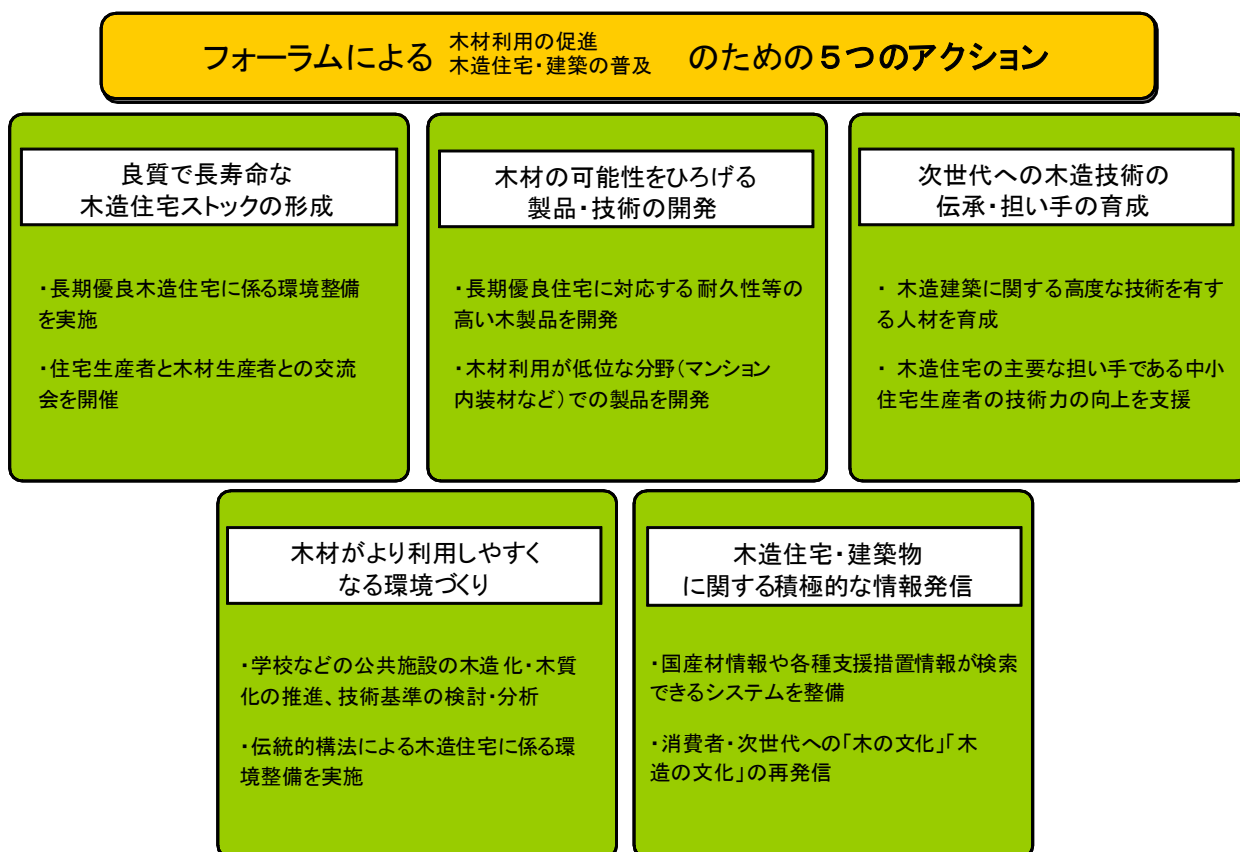 フォーラムによる 木材利用の促進 木造住宅・建築の普及 のための５つのアクション
良質で長寿命な
木造住宅ストックの形成
・長期優良木造住宅に係る環境整備
を実施
・住宅生産者と木材生産者との交流
会を開催
木材の可能性をひろげる
製品・技術の開発
・長期優良住宅に対応する耐久性等の
高い木製品を開発
・木材利用が低位な分野（マンション
内装材など）での製品を開発
次世代への木造技術の
伝承・担い手の育成
・ 木造建築に関する高度な技術を有す
る人材を育成
・ 木造住宅の主要な担い手である中小
住宅生産者の技術力の向上を支援
木材がより利用しやすく
なる環境づくり
・学校などの公共施設の木造化・木質
化の推進、技術基準の検討・分析
・伝統的構法による木造住宅に係る環
境整備を実施
木造住宅・建築物
に関する積極的な情報発信
・国産材情報や各種支援措置情報が検索
できるシステムを整備
・消費者・次世代への「木の文化」「木
造の文化」の再発信